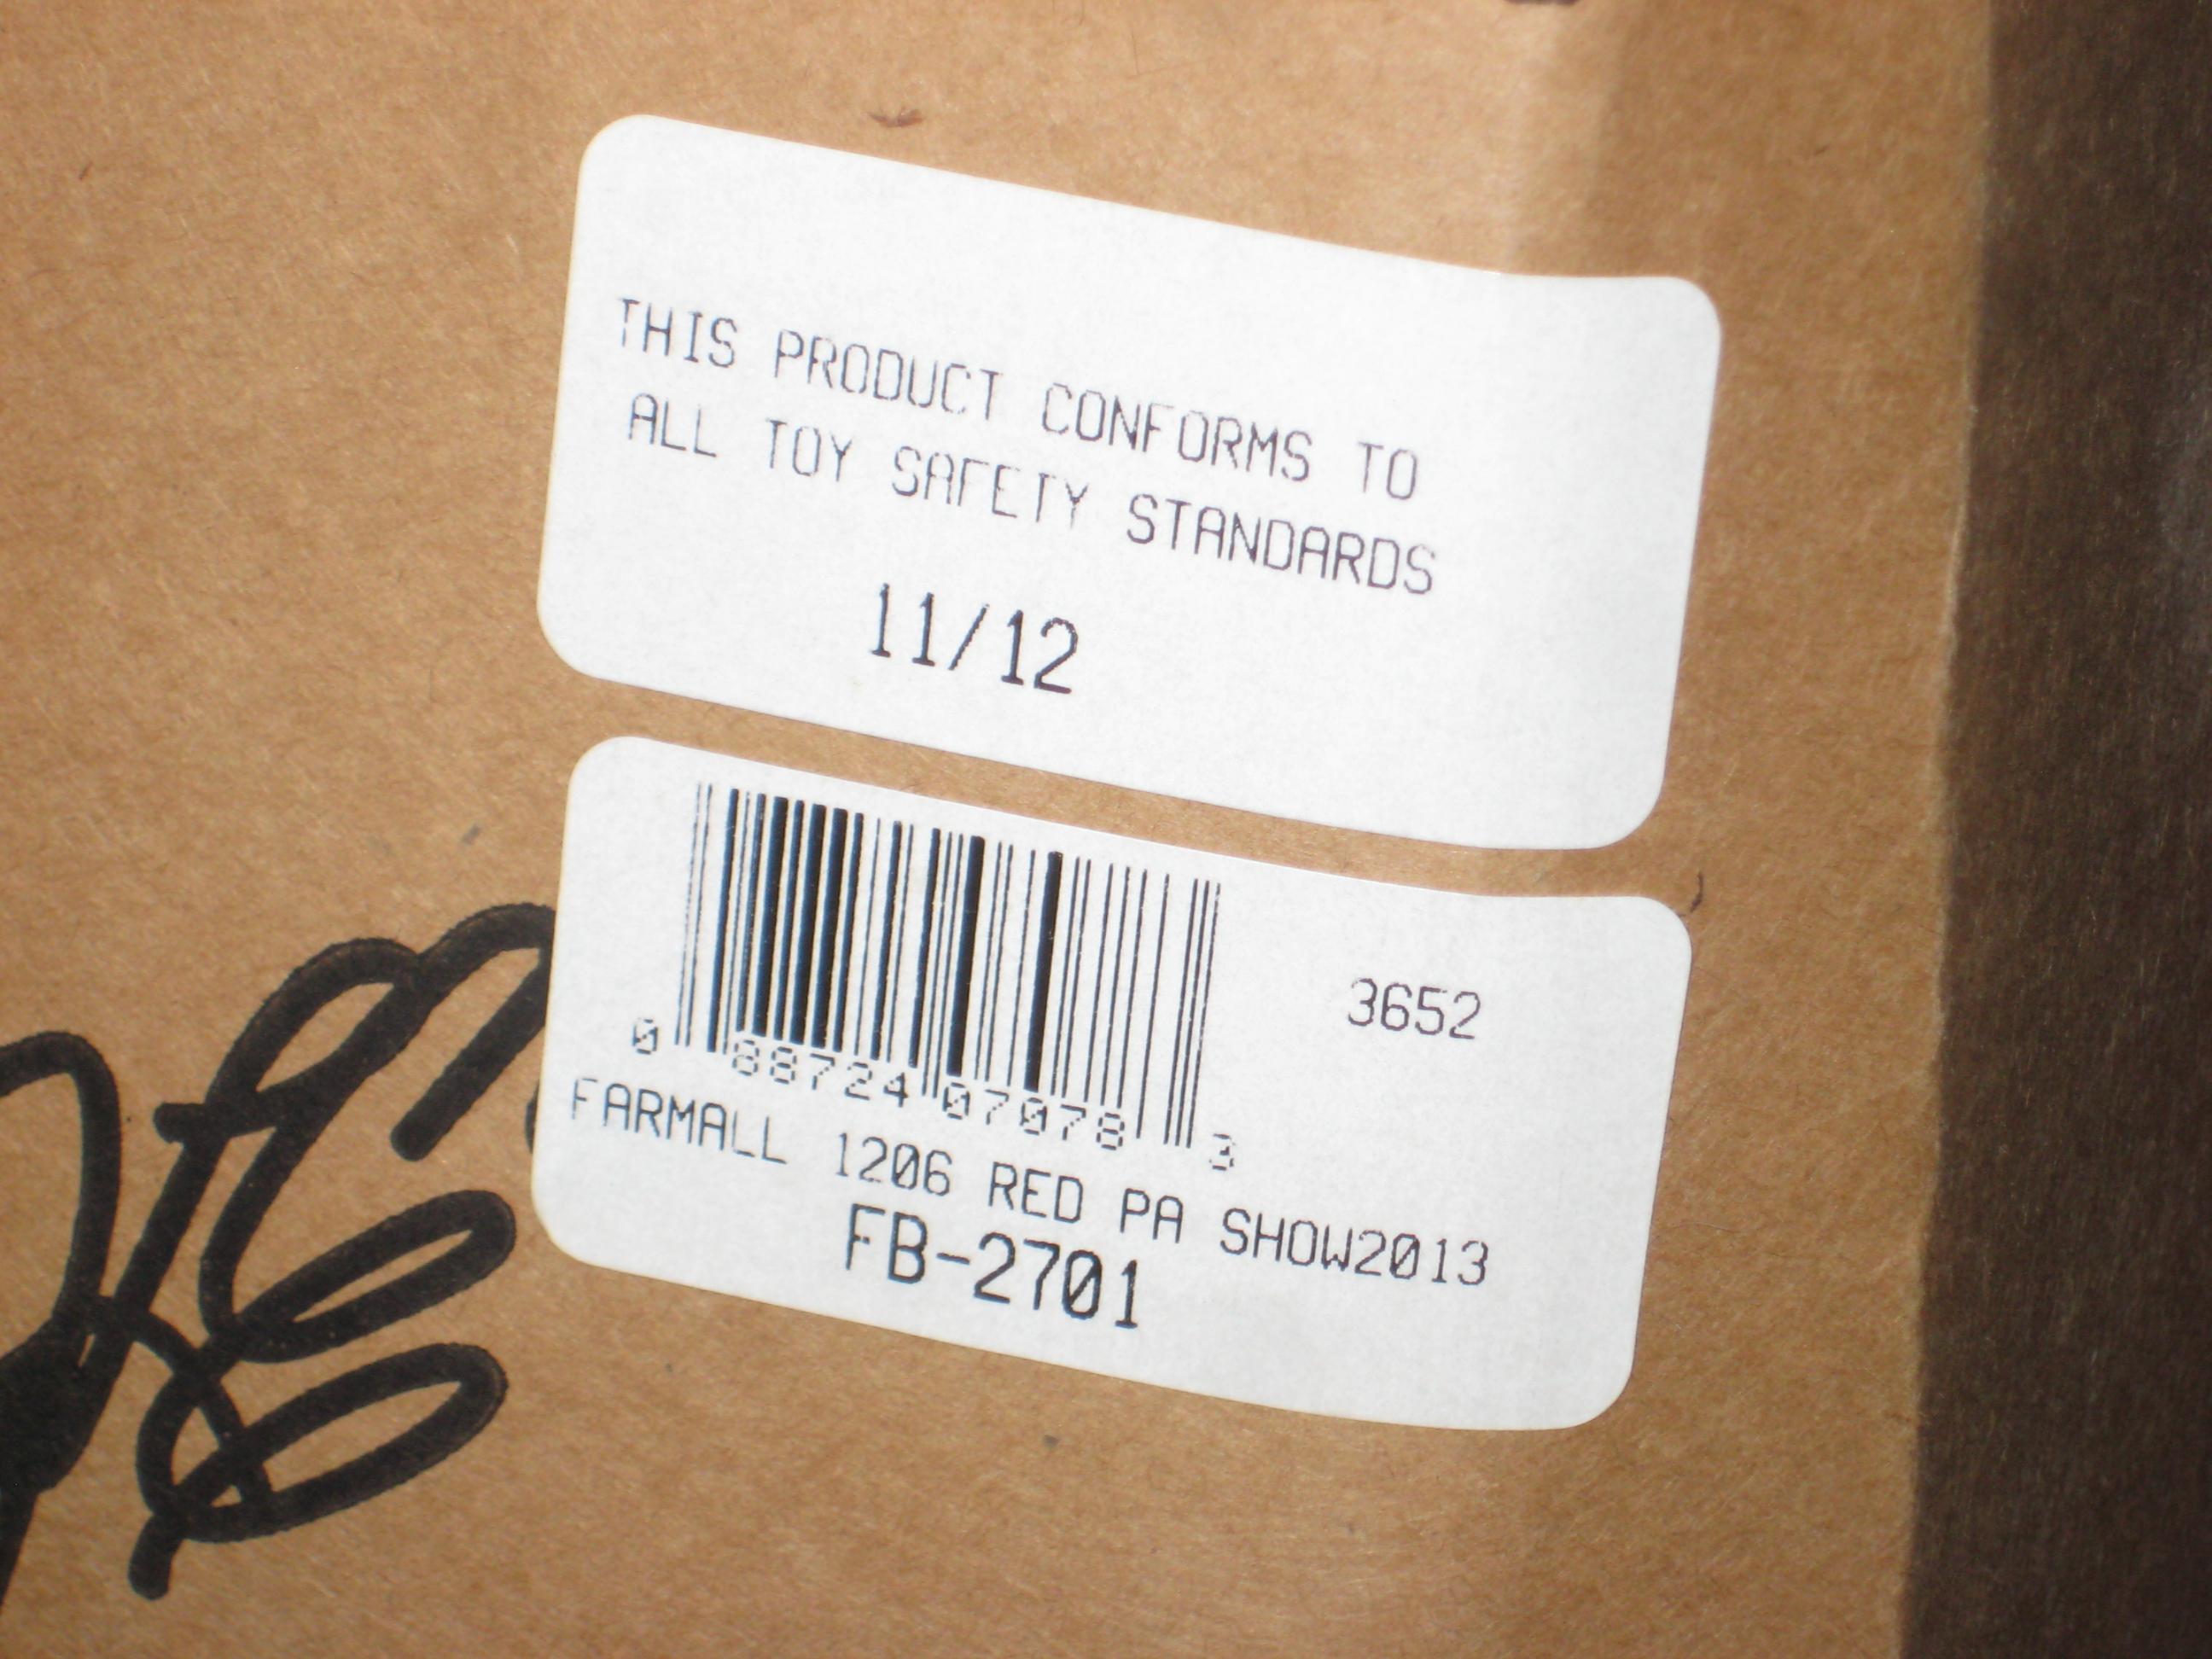 THIS PRODUCT CONFORMS TO
ALL TOY SAFETY STANDARDS
11/12
3652
0 88724 07078 3
FARMALL 1206 RED PA SHOW2013
FB-2701